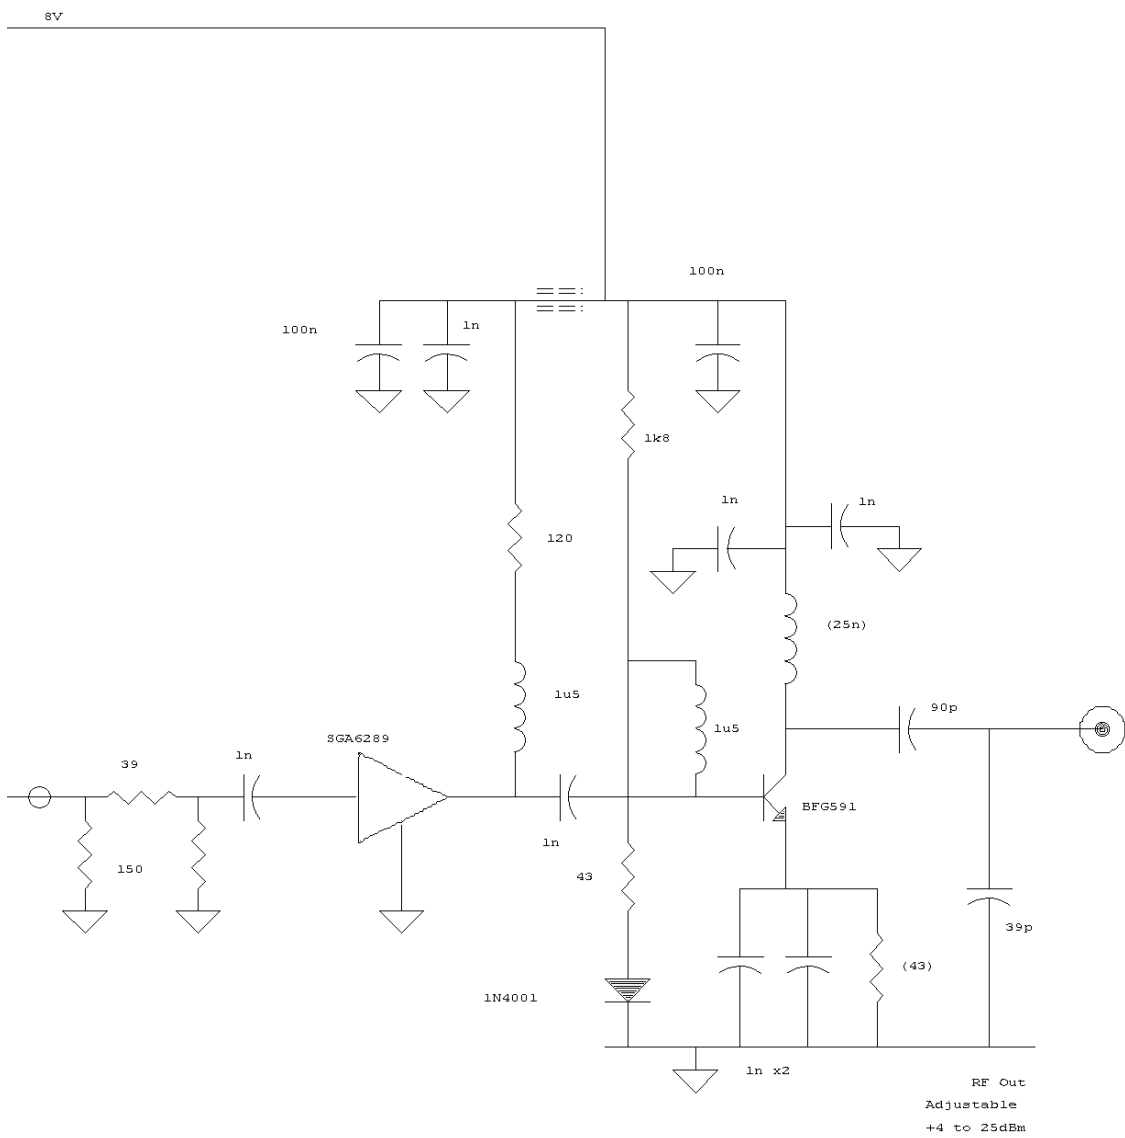 8V
100n
100n
1n
1k8
1n
1n
120
(25n)
1u5
90p
SGA6289
1u5
1n
39
BFG591
1n
150
43
39p
(43)
1N4001
1n x2
RF Out
Adjustable
+4 to 25dBm